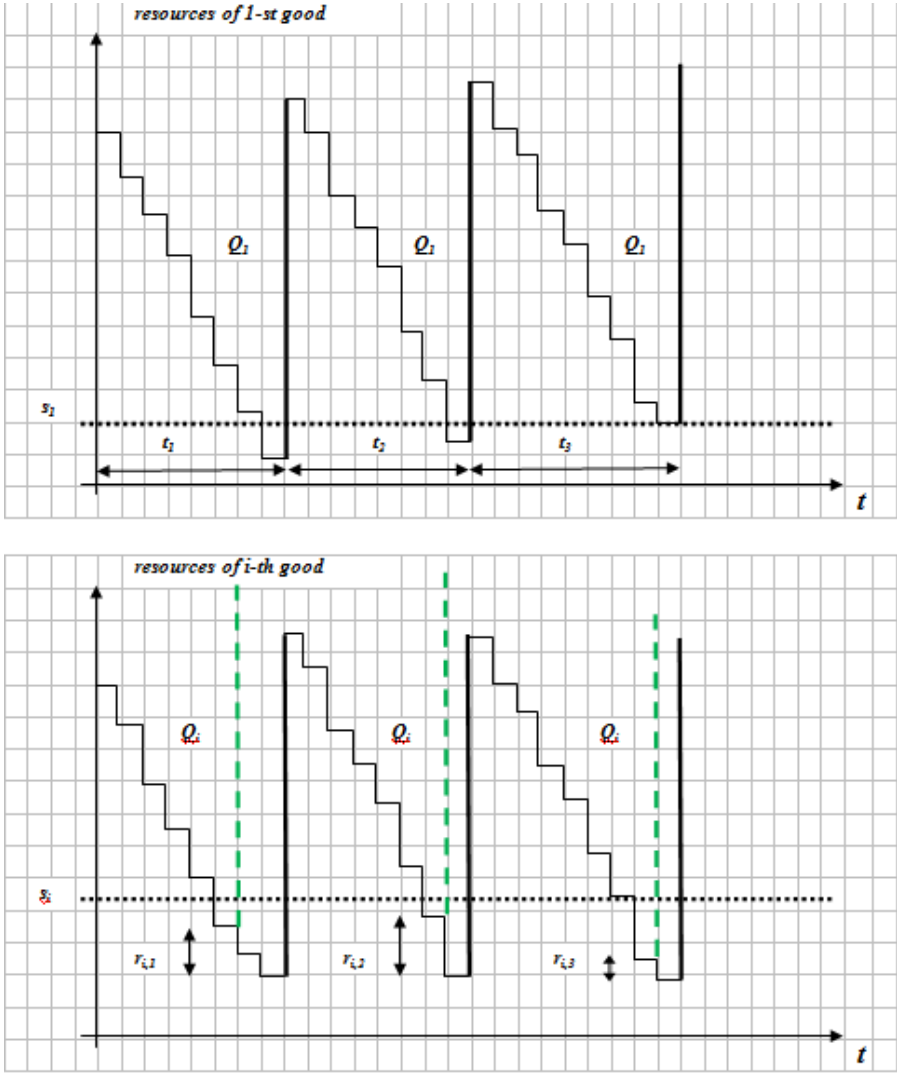 resources of 1-st good
Q1 Q1 Q1
s1
t1 t2 t3
t
resources of i-th good
Qi Qi Qi
si
ri,1 ri,2 ri,3
t